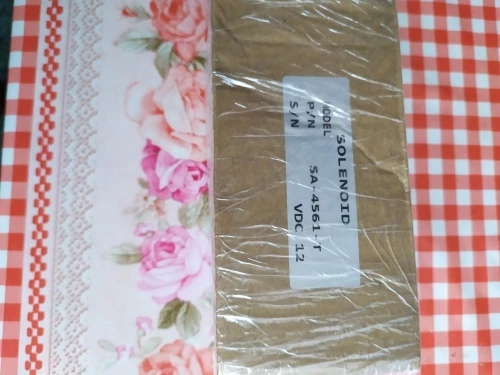 SOLENOID
MODEL
P/N SA-4561-T
S/N VDC 12